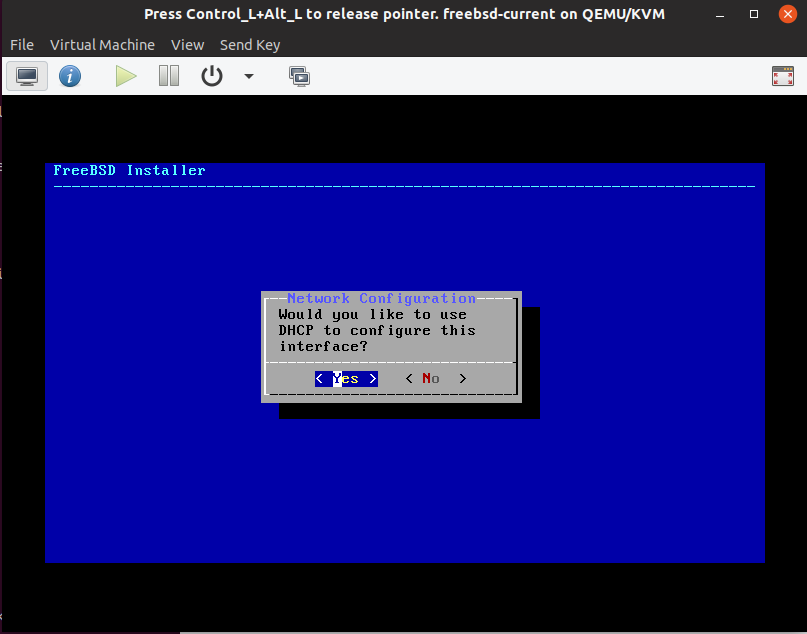 Press Control_L+Alt_L to release pointer. freebsd-current on QEMU/KVM
File Virtual Machine View Send Key
FreeBSD Installer
Network Configuration
Would you like to use
DHCP to configure this
interface?
< Yes > < No >